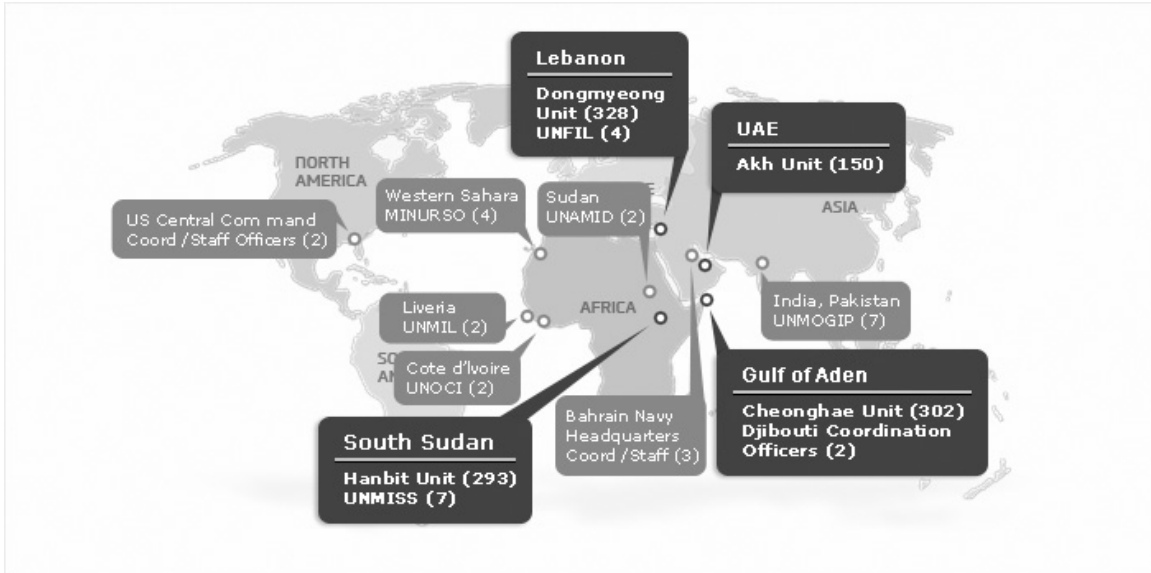 Lebanon
Dongmyeong
Unit (328)
UNFIL (4)
UAE
Akh Unit (150)
NORTH
AMERICA
Western Sahara
MINURSO (4)
Sudan
UNAMID (2)
ASIA
US Central Com mand
Coord /Staff Officers (2)
Liveria
UNMIL (2)
AFRICA
India, Pakistan
UNMOGIP (7)
Cote d'Ivoire
UNOCI (2)
Gulf of Aden
Cheonghae Unit (302)
Djibouti Coordination
Officers (2)
Bahrain Navy
Headquarters
Coord /Staff (3)
South Sudan
Hanbit Unit (293)
UNMISS (7)